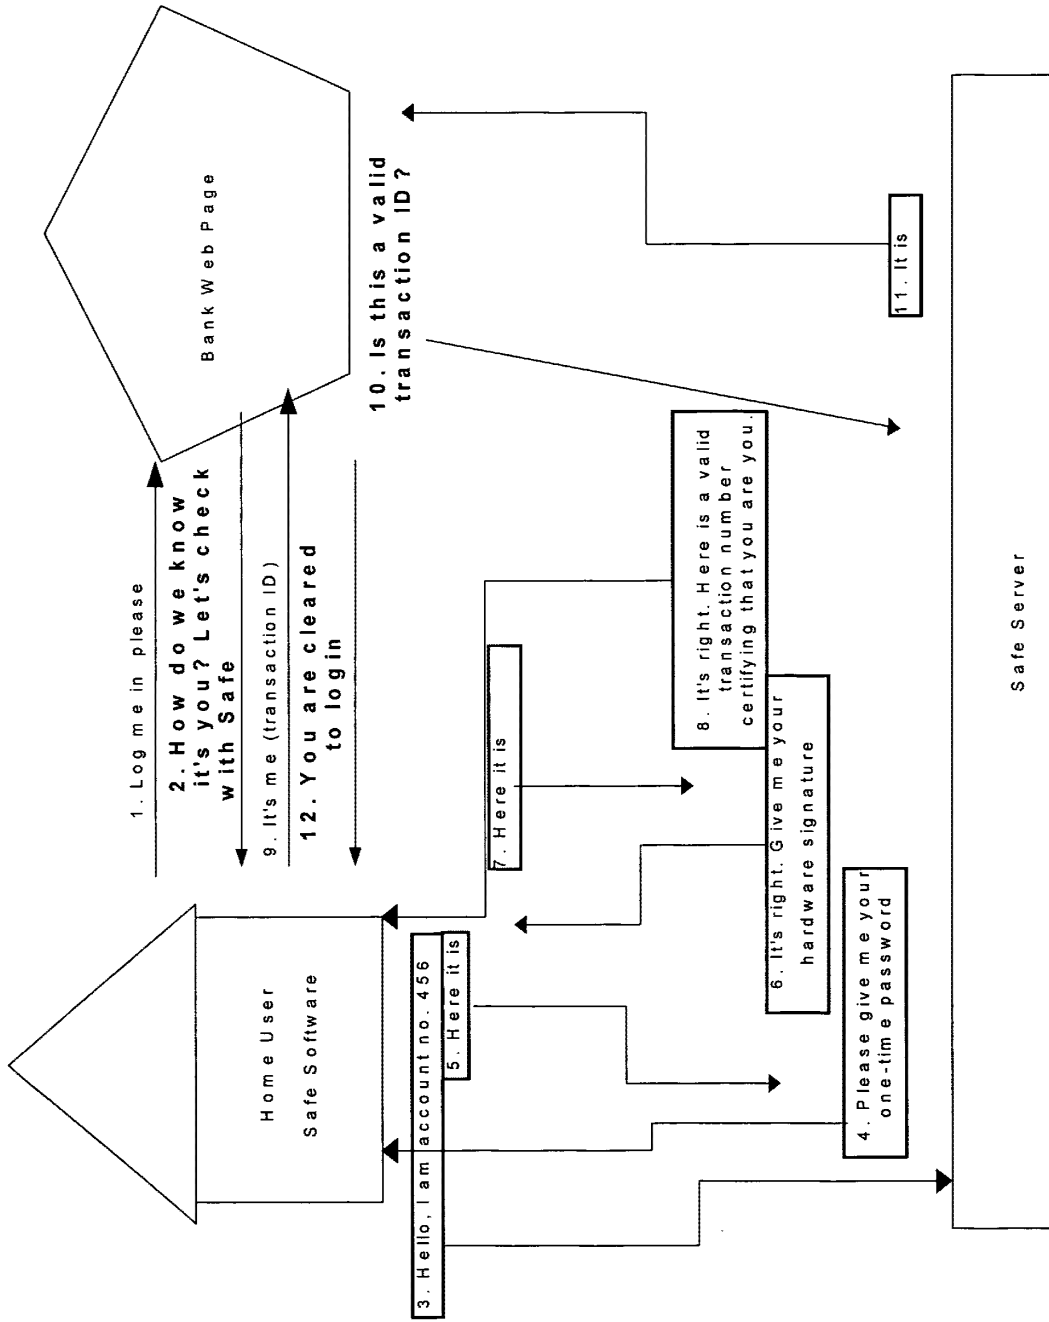 1. Log me in please
2. How do we know
it's you? Let's check
with Safe
9. It's me (transaction ID)
12. You are cleared
to login
Bank Web Page
10. Is this a valid
transaction ID?
Home User
Safe Software
3. Hello, I am account no. 456
5. Here it is
7. Here it is
8. It's right. Here is a valid
transaction number
certifying that you are you.
6. It's right. Give me your
hardware signature
4. Please give me your
one-time password
11. It is
Safe Server